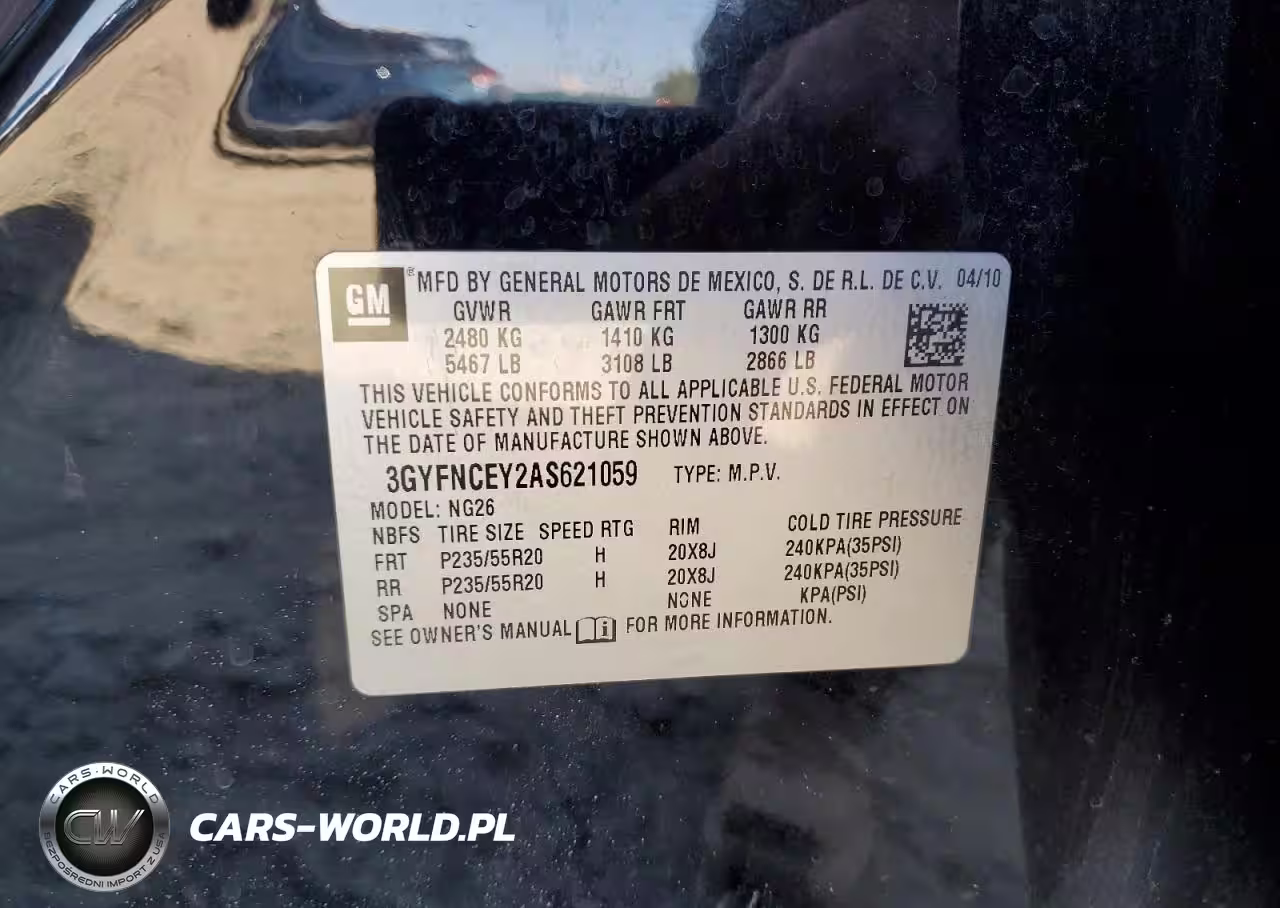 GM ® MFD BY GENERAL MOTORS DE MEXICO, S. DE R.L. DE C.V. 04/10
GVWR GAWR FRT GAWR RR
2480 KG 1410 KG 1300 KG
5467 LB 3108 LB 2866 LB
THIS VEHICLE CONFORMS TO ALL APPLICABLE U.S. FEDERAL MOTOR
VEHICLE SAFETY AND THEFT PREVENTION STANDARDS IN EFFECT ON
THE DATE OF MANUFACTURE SHOWN ABOVE.
3GYFNCEY2AS621059 TYPE: M.P.V.
MODEL: NG26
NBFS TIRE SIZE SPEED RTG RIM COLD TIRE PRESSURE
FRT P235/55R20 H 20X8J 240KPA(35PSI)
RR P235/55R20 H 20X8J 240KPA(35PSI)
SPA NONE NONE KPA(PSI)
SEE OWNER'S MANUAL FOR MORE INFORMATION.
CARS-WORLD
CW
BEZPOŚREDNI IMPORT Z USA
CARS-WORLD.PL